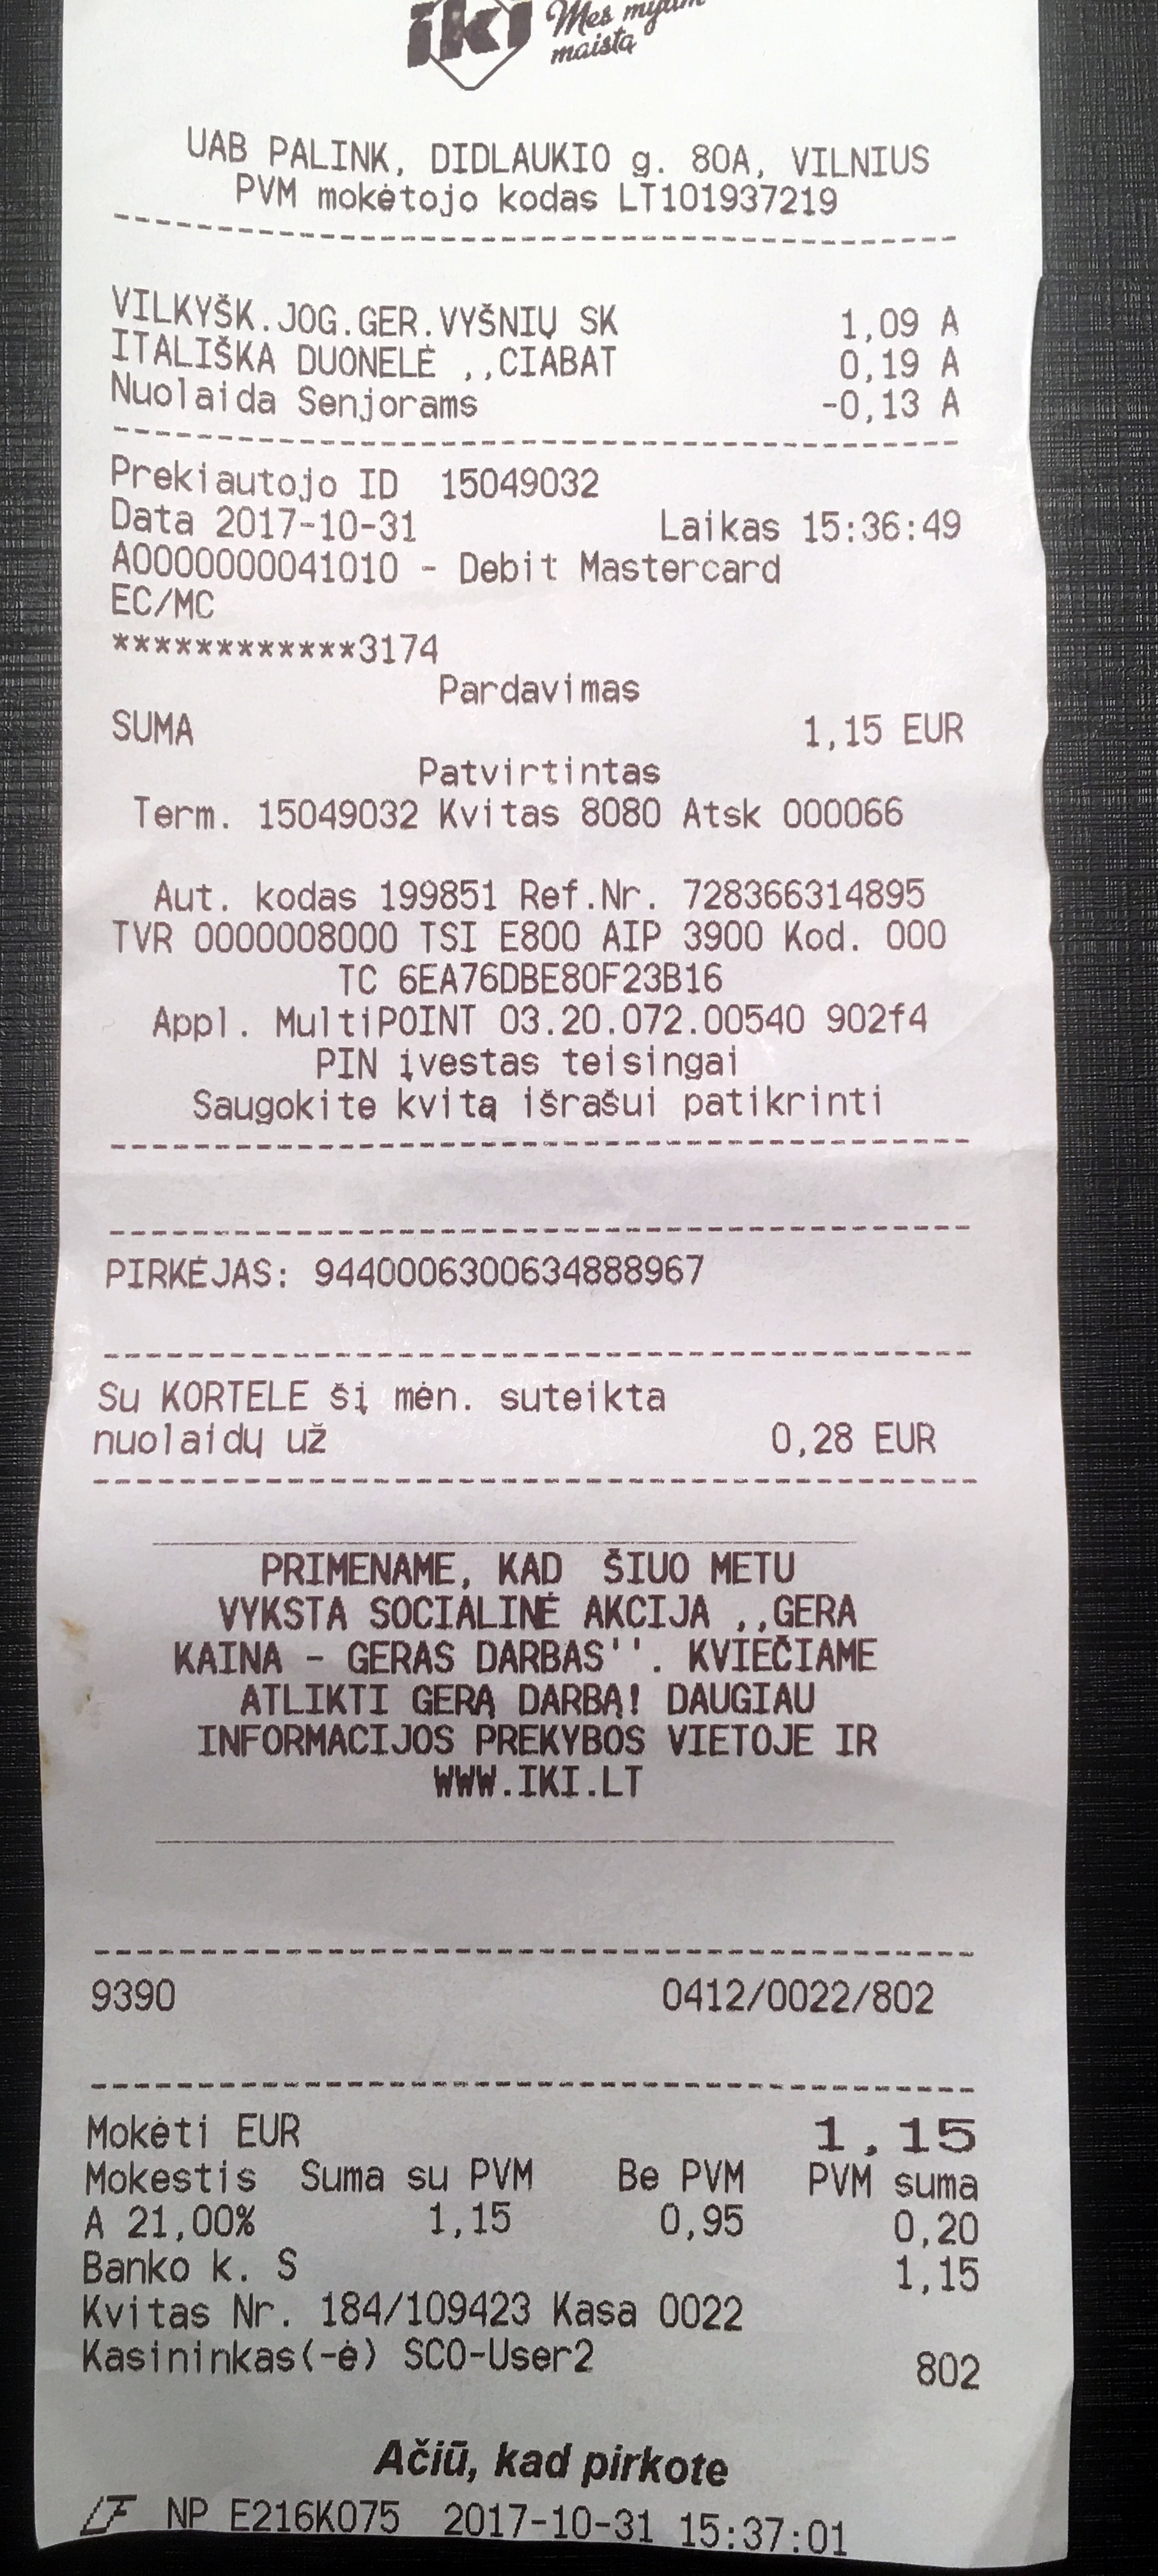 iki Mes mylim
maistą
UAB PALINK, DIDLAUKIO g. 80A, VILNIUS
PVM mokėtojo kodas LT101937219
VILKYŠK.JOG.GER.VYŠNIŲ SK 1,09 A
ITALIŠKA DUONELĖ ,,CIABAT 0,19 A
Nuolaida Senjorams -0,13 A
Prekiautojo ID 15049032
Data 2017-10-31 Laikas 15:36:49
A0000000041010 - Debit Mastercard
EC/MC
************3174
Pardavimas
SUMA 1,15 EUR
Patvirtintas
Term. 15049032 Kvitas 8080 Atsk 000066
Aut. kodas 199851 Ref.Nr. 728366314895
TVR 0000008000 TSI E800 AIP 3900 Kod. 000
TC 6EA76DBE80F23B16
Appl. MultiPOINT 03.20.072.00540 902f4
PIN įvestas teisingai
Saugokite kvitą išrašui patikrinti
PIRKĖJAS: 9440006300634888967
Su KORTELE šį mėn. suteikta
nuolaidų už 0,28 EUR
PRIMENAME, KAD ŠIUO METU
VYKSTA SOCIALINĖ AKCIJA ,,GERA
KAINA - GERAS DARBAS''. KVIEČIAME
ATLIKTI GERĄ DARBĄ! DAUGIAU
INFORMACIJOS PREKYBOS VIETOJE IR
WWW.IKI.LT
9390 0412/0022/802
Mokėti EUR 1,15
Mokestis Suma su PVM Be PVM PVM suma
A 21,00% 1,15 0,95 0,20
Banko k. S 1,15
Kvitas Nr. 184/109423 Kasa 0022
Kasininkas(-ė) SCO-User2 802
Ačiū, kad pirkote
LF NP E216K075 2017-10-31 15:37:01